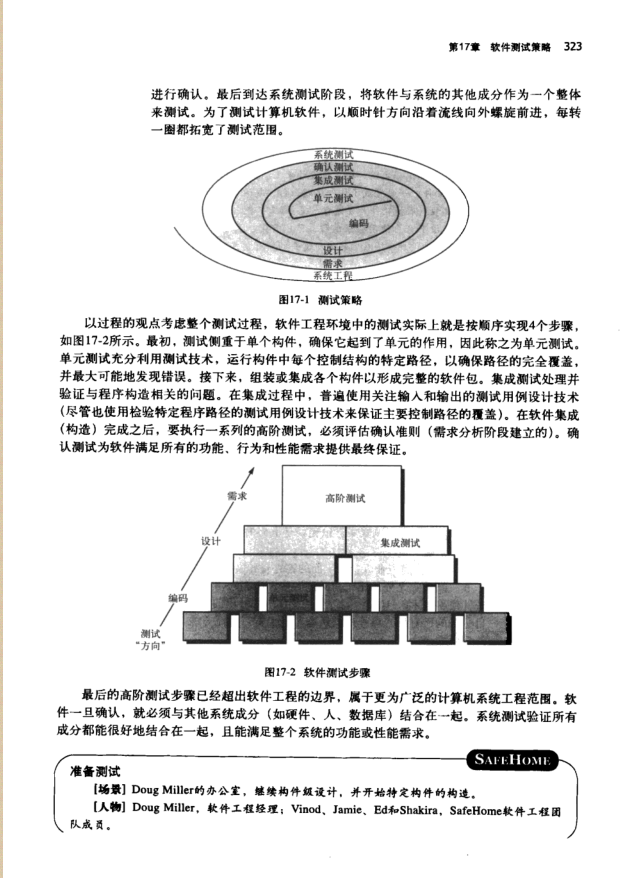 第17章 软件测试策略 323
进行确认。最后到达系统测试阶段，将软件与系统的其他成分作为一个整体
来测试。为了测试计算机软件，以顺时针方向沿着流线向外螺旋前进，每转
一圈都拓宽了测试范围。
系统测试
确认测试
集成测试
单元测试
编码
设计
需求
系统工程
图17-1 测试策略
以过程的观点考虑整个测试过程，软件工程环境中的测试实际上就是按顺序实现4个步骤，
如图17-2所示。最初，测试侧重于单个构件，确保它起到了单元的作用，因此称之为单元测试。
单元测试充分利用测试技术，运行构件中每个控制结构的特定路径，以确保路径的完全覆盖，
并最大可能地发现错误。接下来，组装或集成各个构件以形成完整的软件包。集成测试处理并
验证与程序构造相关的问题。在集成过程中，普遍使用关注输入和输出的测试用例设计技术
(尽管也使用检验特定程序路径的测试用例设计技术来保证主要控制路径的覆盖)。在软件集成
（构造）完成之后，要执行一系列的高阶测试，必须评估确认准则（需求分析阶段建立的）。确
认测试为软件满足所有的功能、行为和性能需求提供最终保证。
需求
高阶测试
设计
集成测试
编码
单元测试
测试
“方向”
图17-2 软件测试步骤
最后的高阶测试步骤已经超出软件工程的边界，属于更为广泛的计算机系统工程范围。软
件一旦确认，就必须与其他系统成分（如硬件、人、数据库）结合在一起。系统测试验证所有
成分都能很好地结合在一起，且能满足整个系统的功能或性能需求。
SAFEHOME
准备测试
[场景] Doug Miller的办公室，继续构件级设计，并开始特定构件的构造。
[人物] Doug Miller，软件工程经理；Vinod、Jamie、Ed和Shakira，SafeHome软件工程团
队成员。